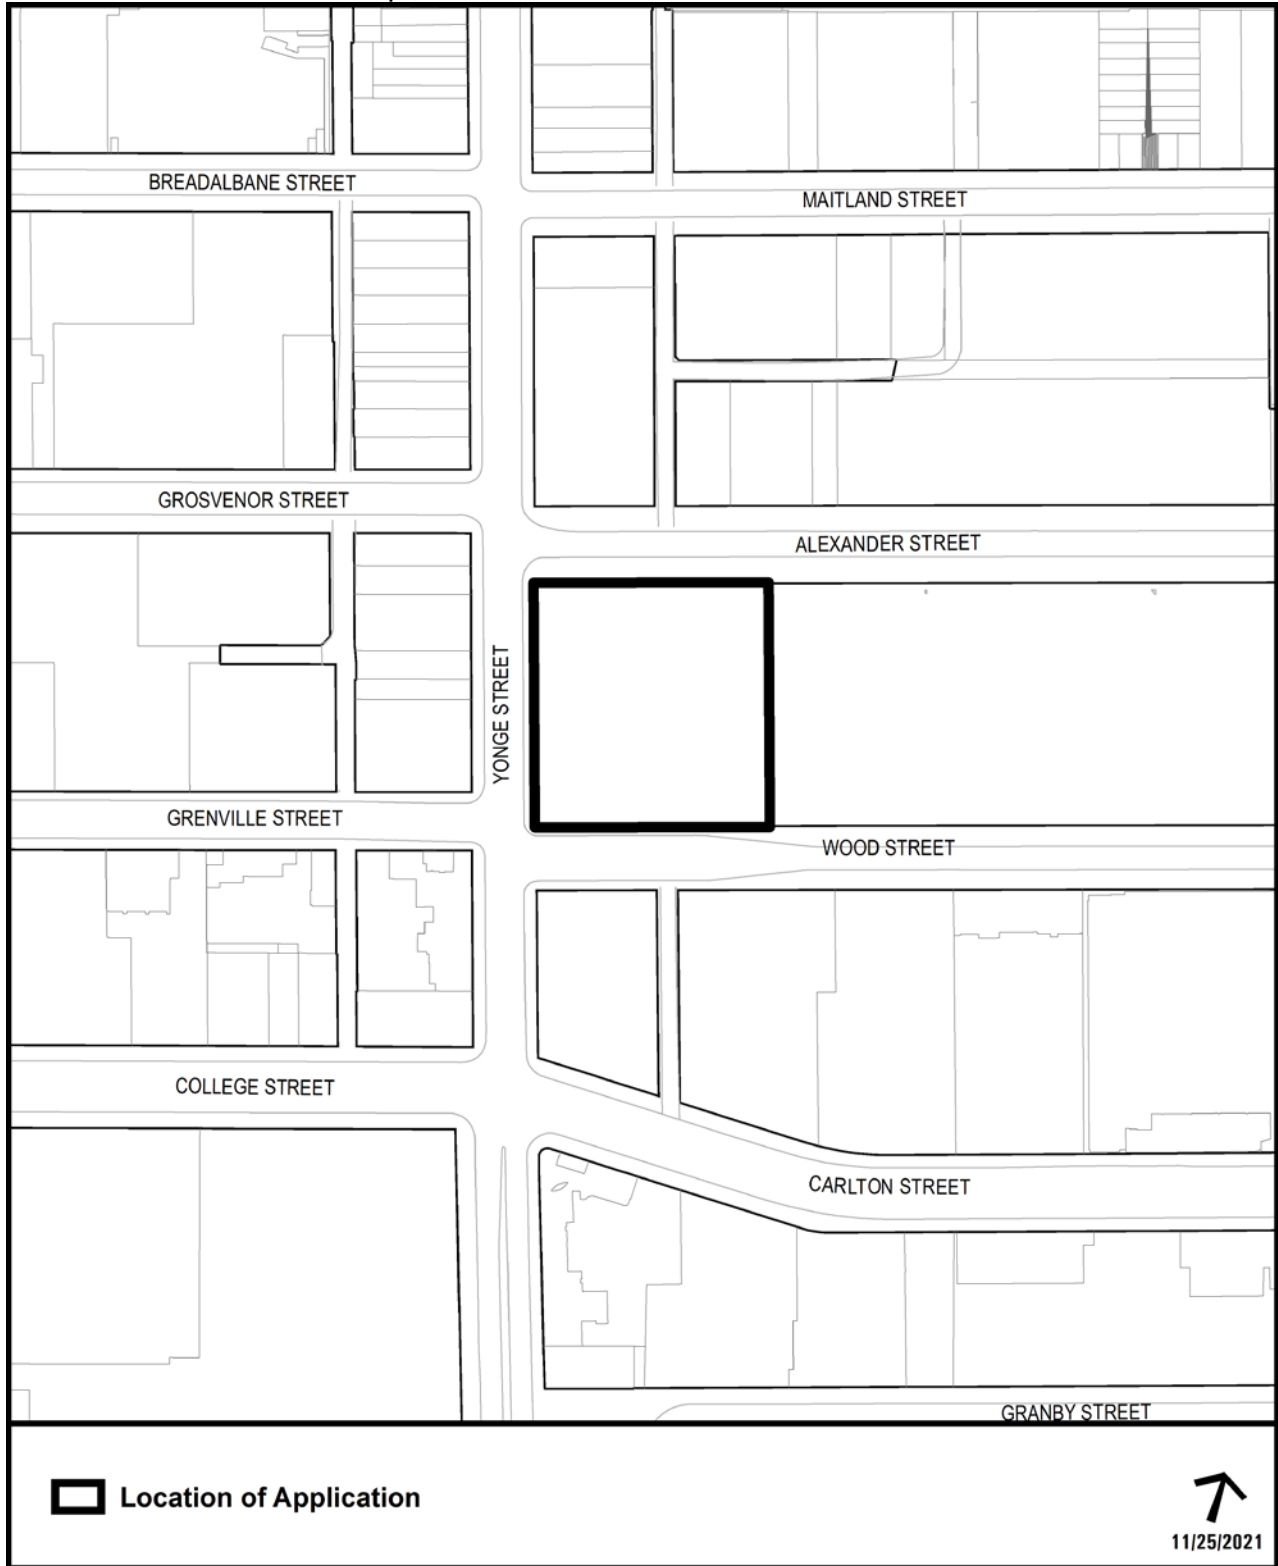 BREADALBANE STREET
MAITLAND STREET
GROSVENOR STREET
ALEXANDER STREET
YONGE STREET
GRENVILLE STREET
WOOD STREET
COLLEGE STREET
CARLTON STREET
GRANBY STREET
Location of Application
11/25/2021